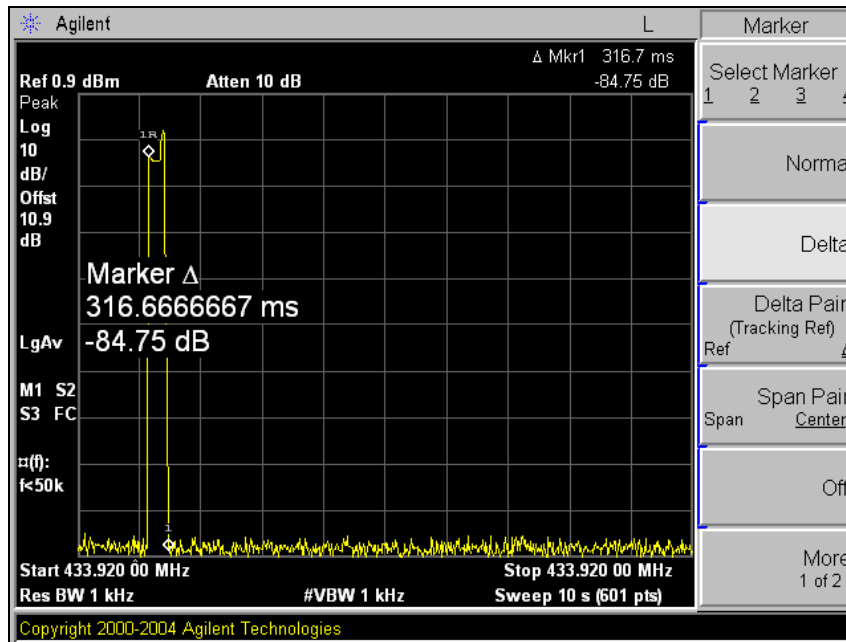 Agilent
L
Marker
Δ Mkr1 316.7 ms
Ref 0.9 dBm
Atten 10 dB
-84.75 dB
Peak
Log
10
dB/
Offst
10.9
dB
1R
Marker Δ
316.6666667 ms
-84.75 dB
LgAv
M1 S2
S3 FC
¤(f):
f<50k
1
Start 433.920 00 MHz
Stop 433.920 00 MHz
Res BW 1 kHz
#VBW 1 kHz
Sweep 10 s (601 pts)
Copyright 2000-2004 Agilent Technologies
Select Marker
1 2 3 4
Norma
Delta
Delta Pair
(Tracking Ref)
Ref Δ
Span Pair
Span Center
Off
More
1 of 2